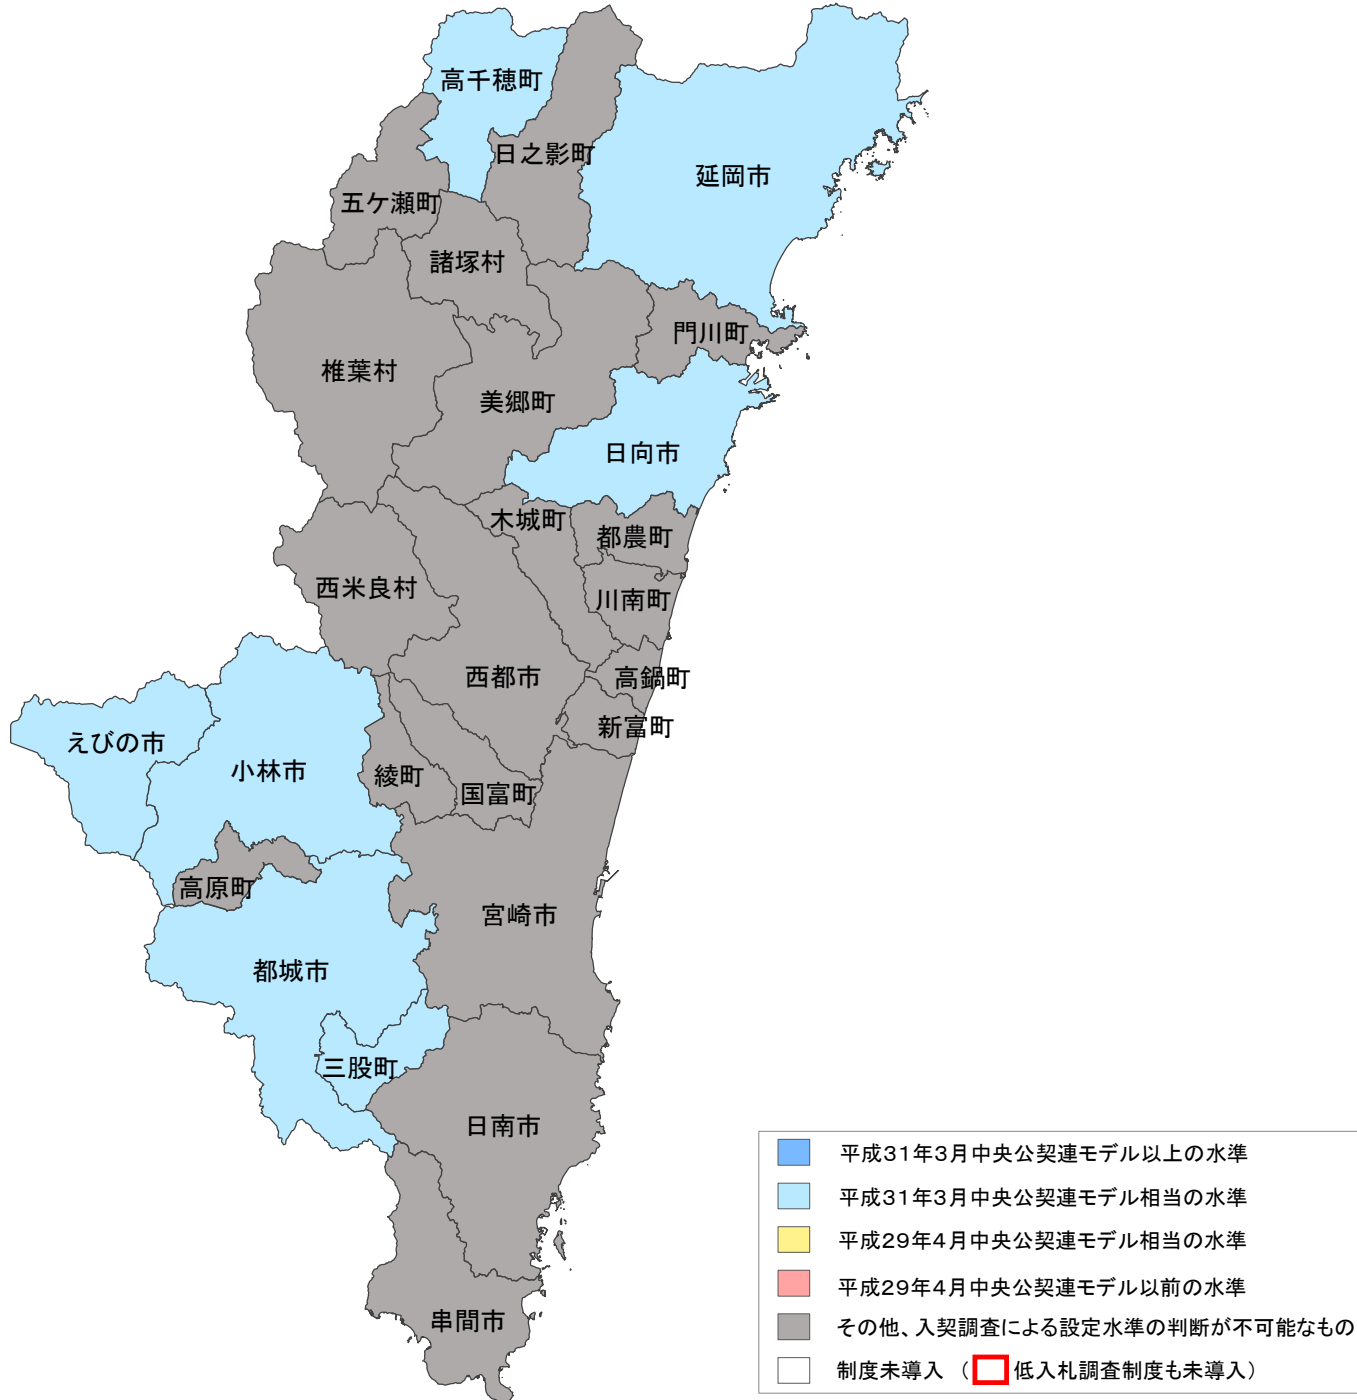 高千穂町
日之影町
延岡市
五ケ瀬町
諸塚村
門川町
椎葉村
美郷町
日向市
木城町
都農町
西米良村
川南町
西都市
高鍋町
新富町
えびの市
小林市
綾町
国富町
高原町
宮崎市
都城市
三股町
日南市
串間市
平成31年3月中央公契連モデル以上の水準
平成31年3月中央公契連モデル相当の水準
平成29年4月中央公契連モデル相当の水準
平成29年4月中央公契連モデル以前の水準
その他、入契調査による設定水準の判断が不可能なもの
制度未導入 ( 低入札調査制度も未導入)